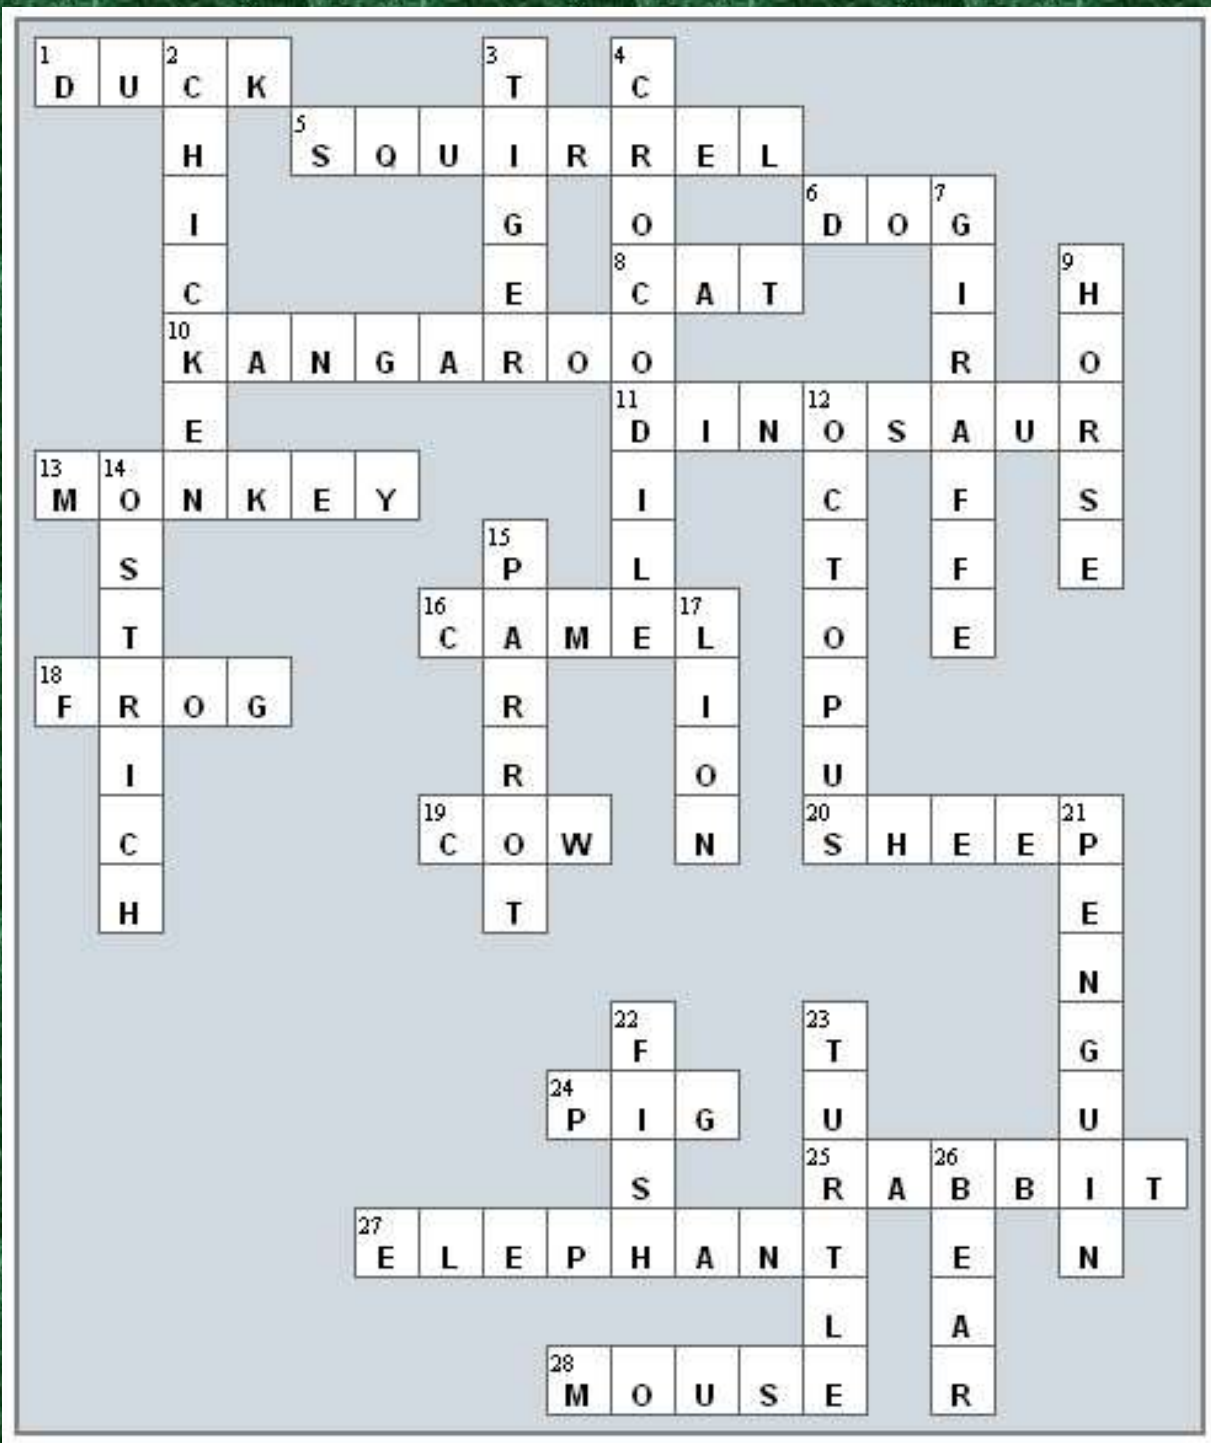 1 2 3 4
D U C K T C
5
H S Q U I R R E L
6 7
I G O D O G
8 9
C E C A T I H
10
K A N G A R O O R O
11 12
E D I N O S A U R
13 14
M O N K E Y I C F S
15
S P L T F E
16 17
T C A M E L O E
18
F R O G R I P
I R O U
19 20 21
C C O W N S H E E P
H T E
N
22 23
F T G
24
P I G U U
25 26
S R A B B I T
27
E L E P H A N T E N
L A
28
M O U S E R